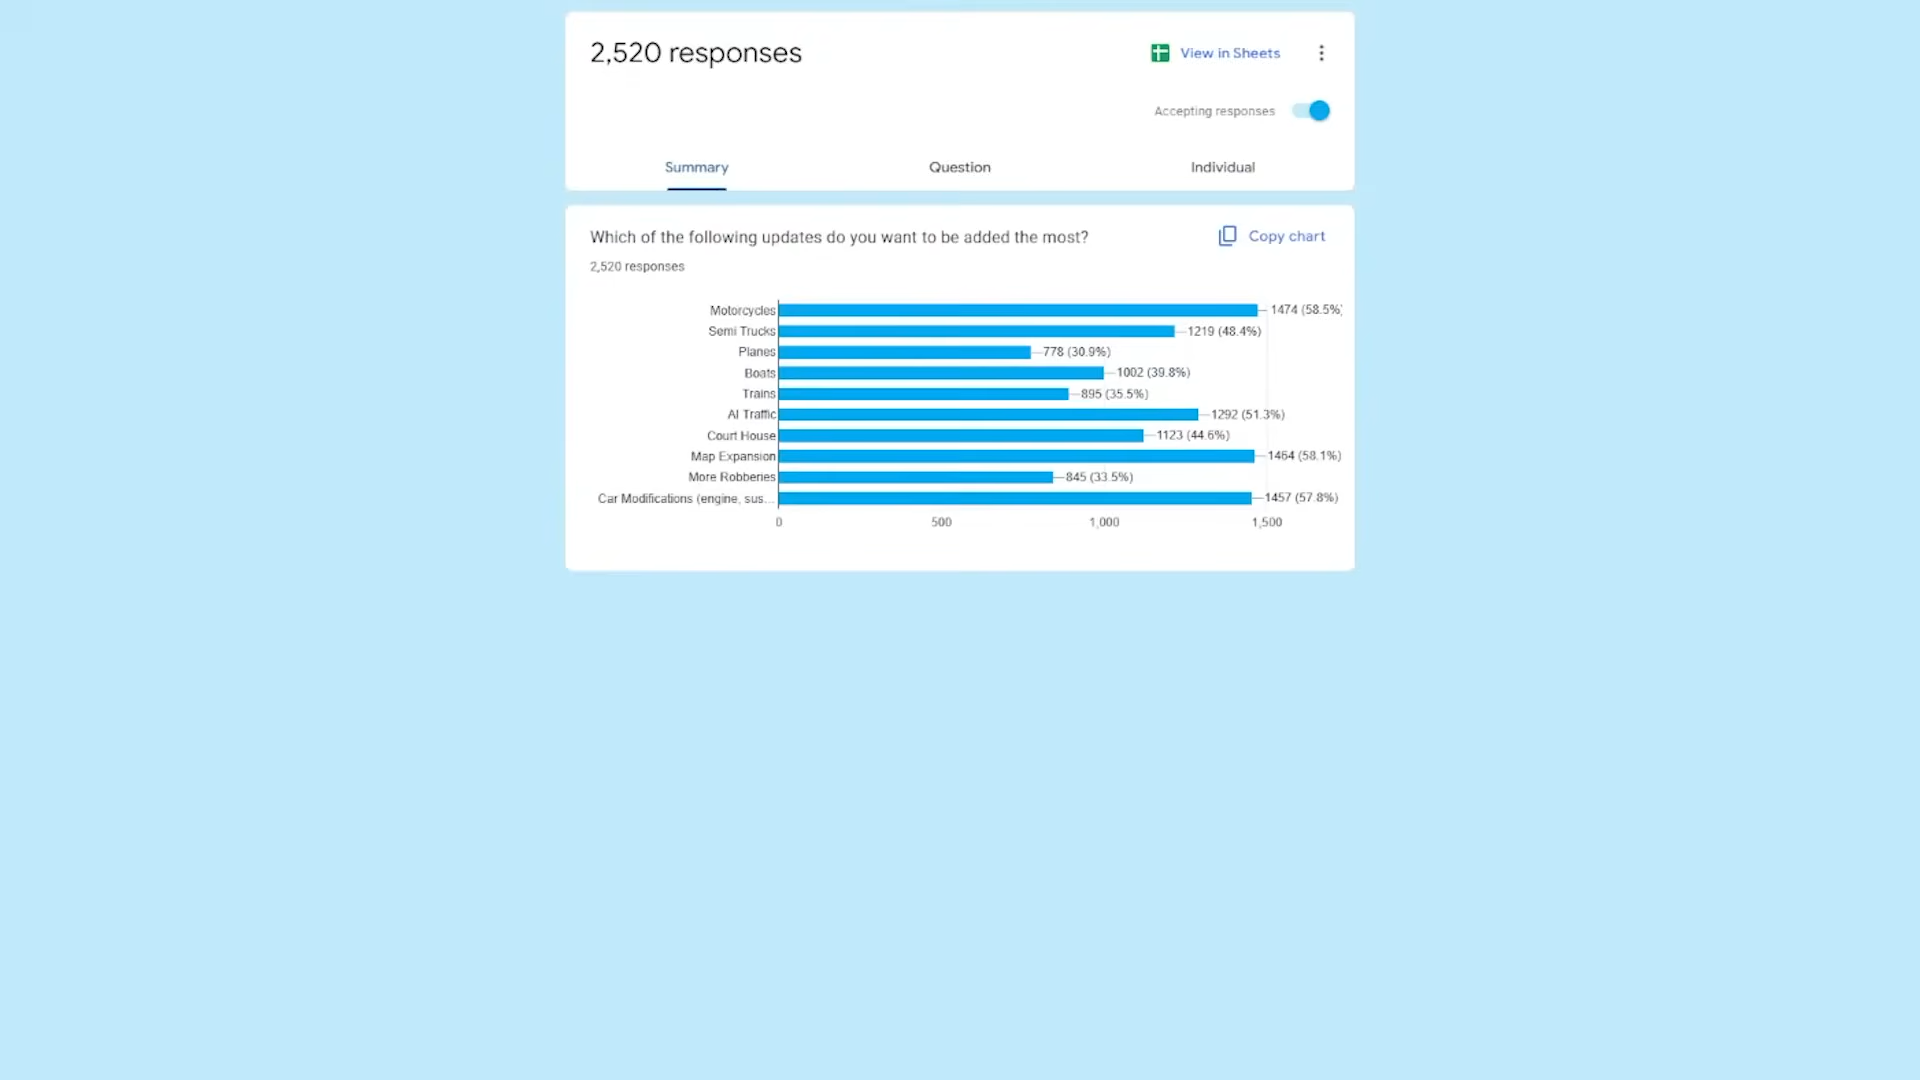 2,520 responses
View in Sheets
Accepting responses
Summary
Question
Individual
Which of the following updates do you want to be added the most?
Copy chart
2,520 responses
Motorcycles 1474 (58.5%)
Semi Trucks 1219 (48.4%)
Planes 778 (30.9%)
Boats 1002 (39.8%)
Trains 895 (35.5%)
AI Traffic 1292 (51.3%)
Court House 1123 (44.6%)
Map Expansion 1464 (58.1%)
More Robberies 845 (33.5%)
Car Modifications (engine, sus... 1457 (57.8%)
0 500 1,000 1,500